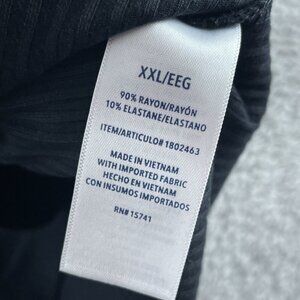 XXL/EEG
90% RAYON/RAYÓN
10% ELASTANE/ELASTANO
ITEM/ARTICULO# 1802463
MADE IN VIETNAM
WITH IMPORTED FABRIC
HECHO EN VIETNAM
CON INSUMOS IMPORTADOS
RN# 15741